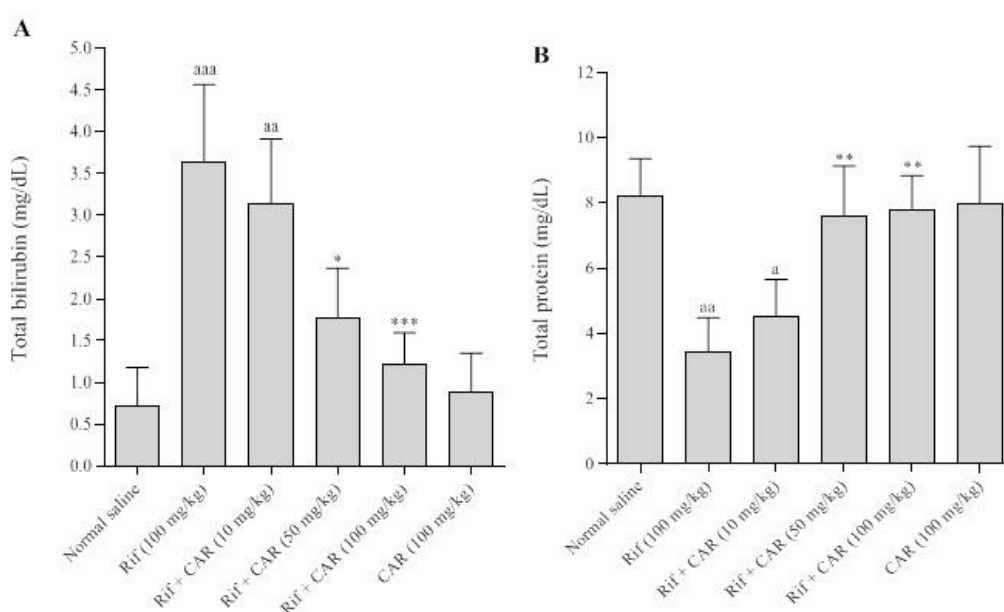 A
Total bilirubin (mg/dL)
5.0
4.5
4.0
3.5
3.0
2.5
2.0
1.5
1.0
0.5
0.0
aaa
aa
*
***
Normal saline
Rif (100 mg/kg)
Rif + CAR (10 mg/kg)
Rif + CAR (50 mg/kg)
Rif + CAR (100 mg/kg)
CAR (100 mg/kg)
B
Total protein (mg/dL)
12
10
8
6
4
2
0
aa
a
**
**
Normal saline
Rif (100 mg/kg)
Rif + CAR (10 mg/kg)
Rif + CAR (50 mg/kg)
Rif + CAR (100 mg/kg)
CAR (100 mg/kg)